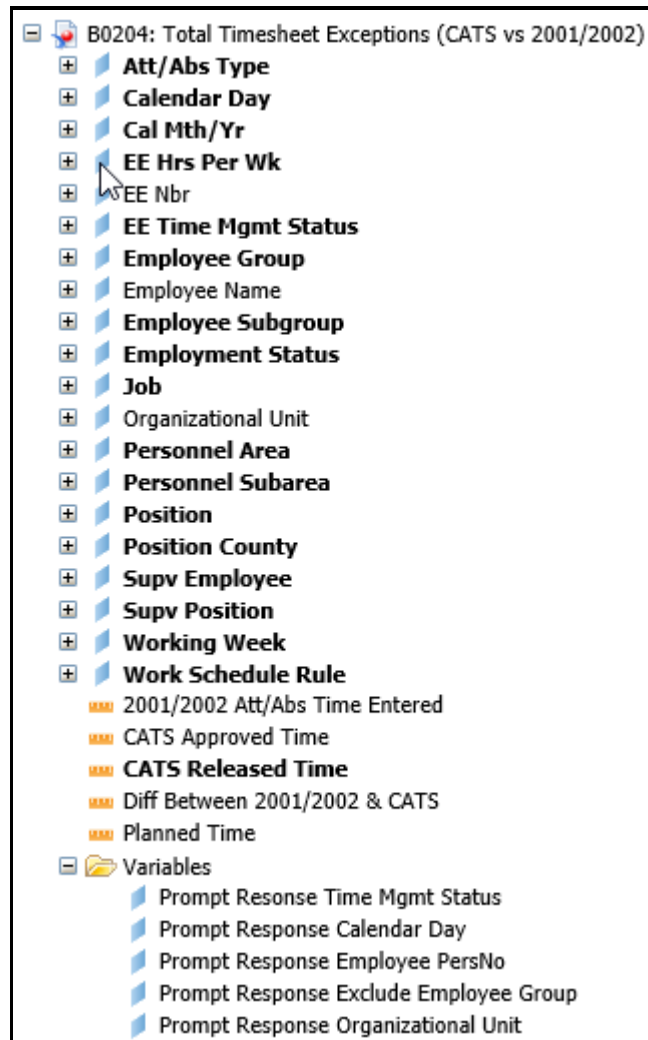 B0204: Total Timesheet Exceptions (CATS vs 2001/2002)
Att/Abs Type
Calendar Day
Cal Mth/Yr
EE Hrs Per Wk
EE Nbr
EE Time Mgmt Status
Employee Group
Employee Name
Employee Subgroup
Employment Status
Job
Organizational Unit
Personnel Area
Personnel Subarea
Position
Position County
Supv Employee
Supv Position
Working Week
Work Schedule Rule
2001/2002 Att/Abs Time Entered
CATS Approved Time
CATS Released Time
Diff Between 2001/2002 & CATS
Planned Time
Variables
Prompt Resonse Time Mgmt Status
Prompt Response Calendar Day
Prompt Response Employee PersNo
Prompt Response Exclude Employee Group
Prompt Response Organizational Unit